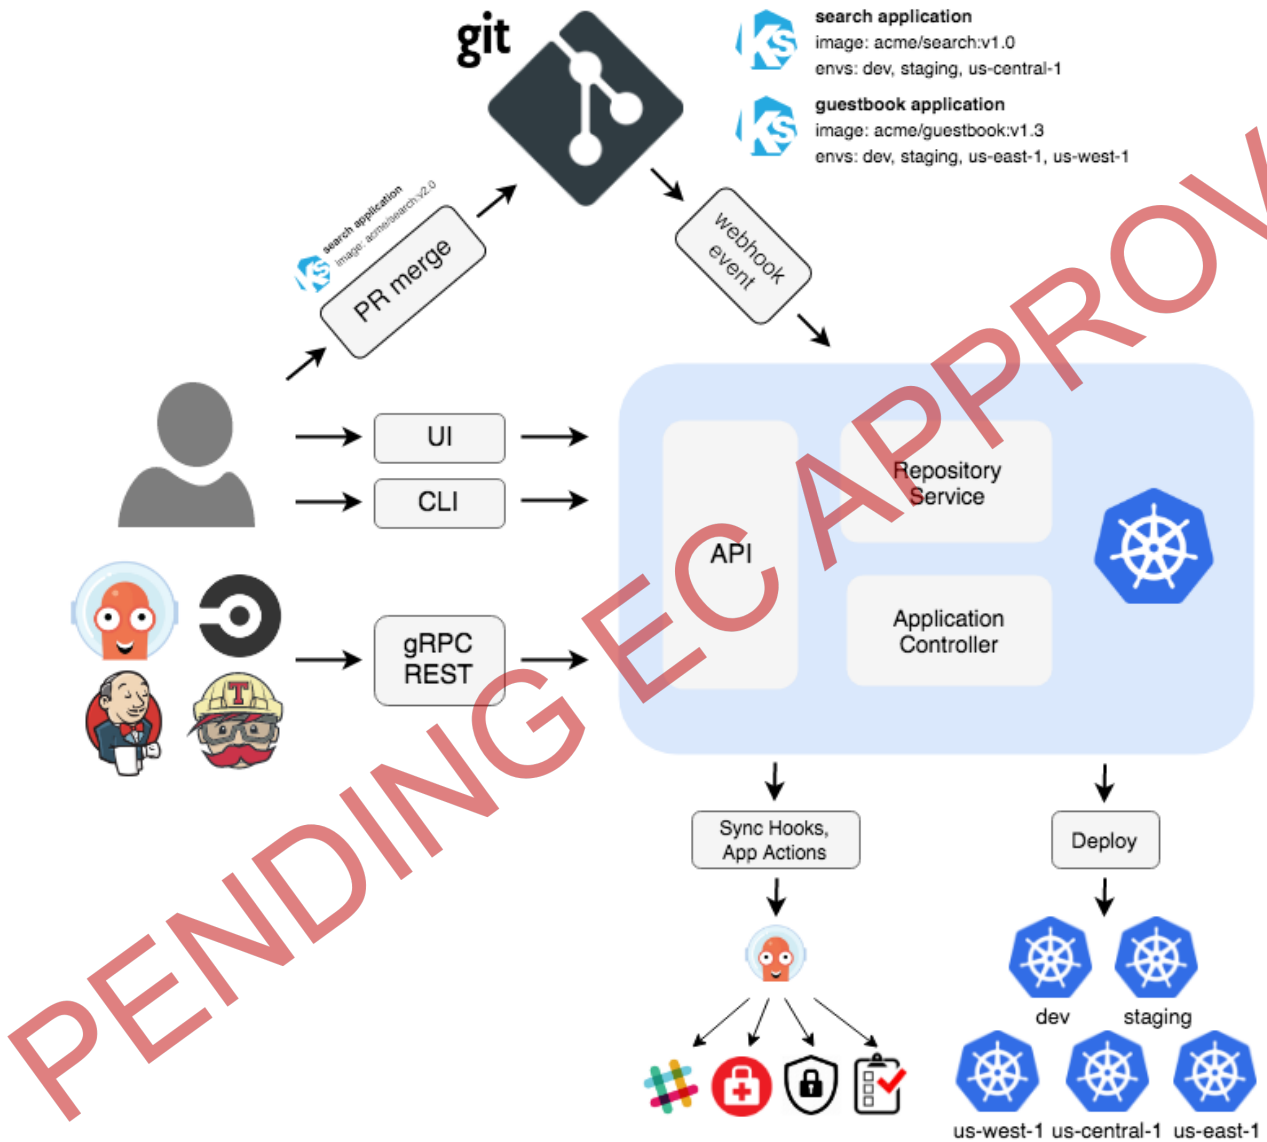 git
search application
image: acme/search:v1.0
envs: dev, staging, us-central-1
guestbook application
image: acme/guestbook:v1.3
envs: dev, staging, us-east-1, us-west-1
search application
image: acme/search:v2.0
PR merge
webhook
event
UI
CLI
gRPC
REST
API
Repository
Service
Application
Controller
Sync Hooks,
App Actions
Deploy
dev
staging
us-west-1
us-central-1
us-east-1
Ks
Ks
Ks
T
PENDING EC APPROV